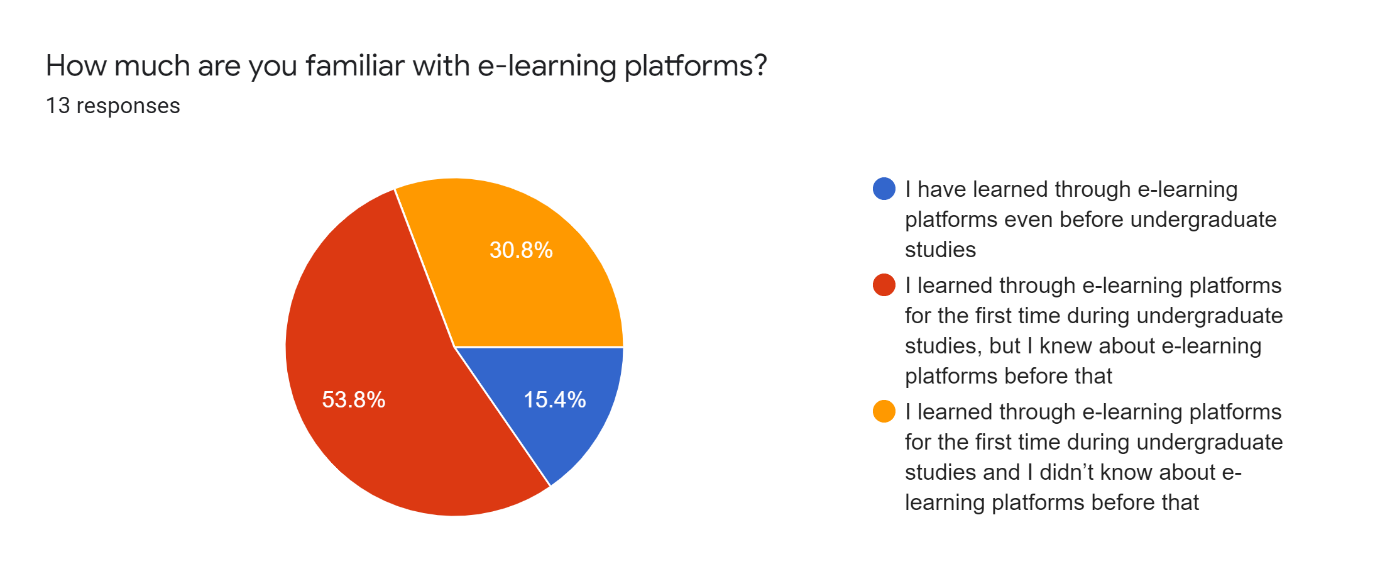 How much are you familiar with e-learning platforms?
13 responses
30.8%
53.8%
15.4%
I have learned through e-learning
platforms even before undergraduate
studies
I learned through e-learning platforms
for the first time during undergraduate
studies, but I knew about e-learning
platforms before that
I learned through e-learning platforms
for the first time during undergraduate
studies and I didn’t know about e-
learning platforms before that